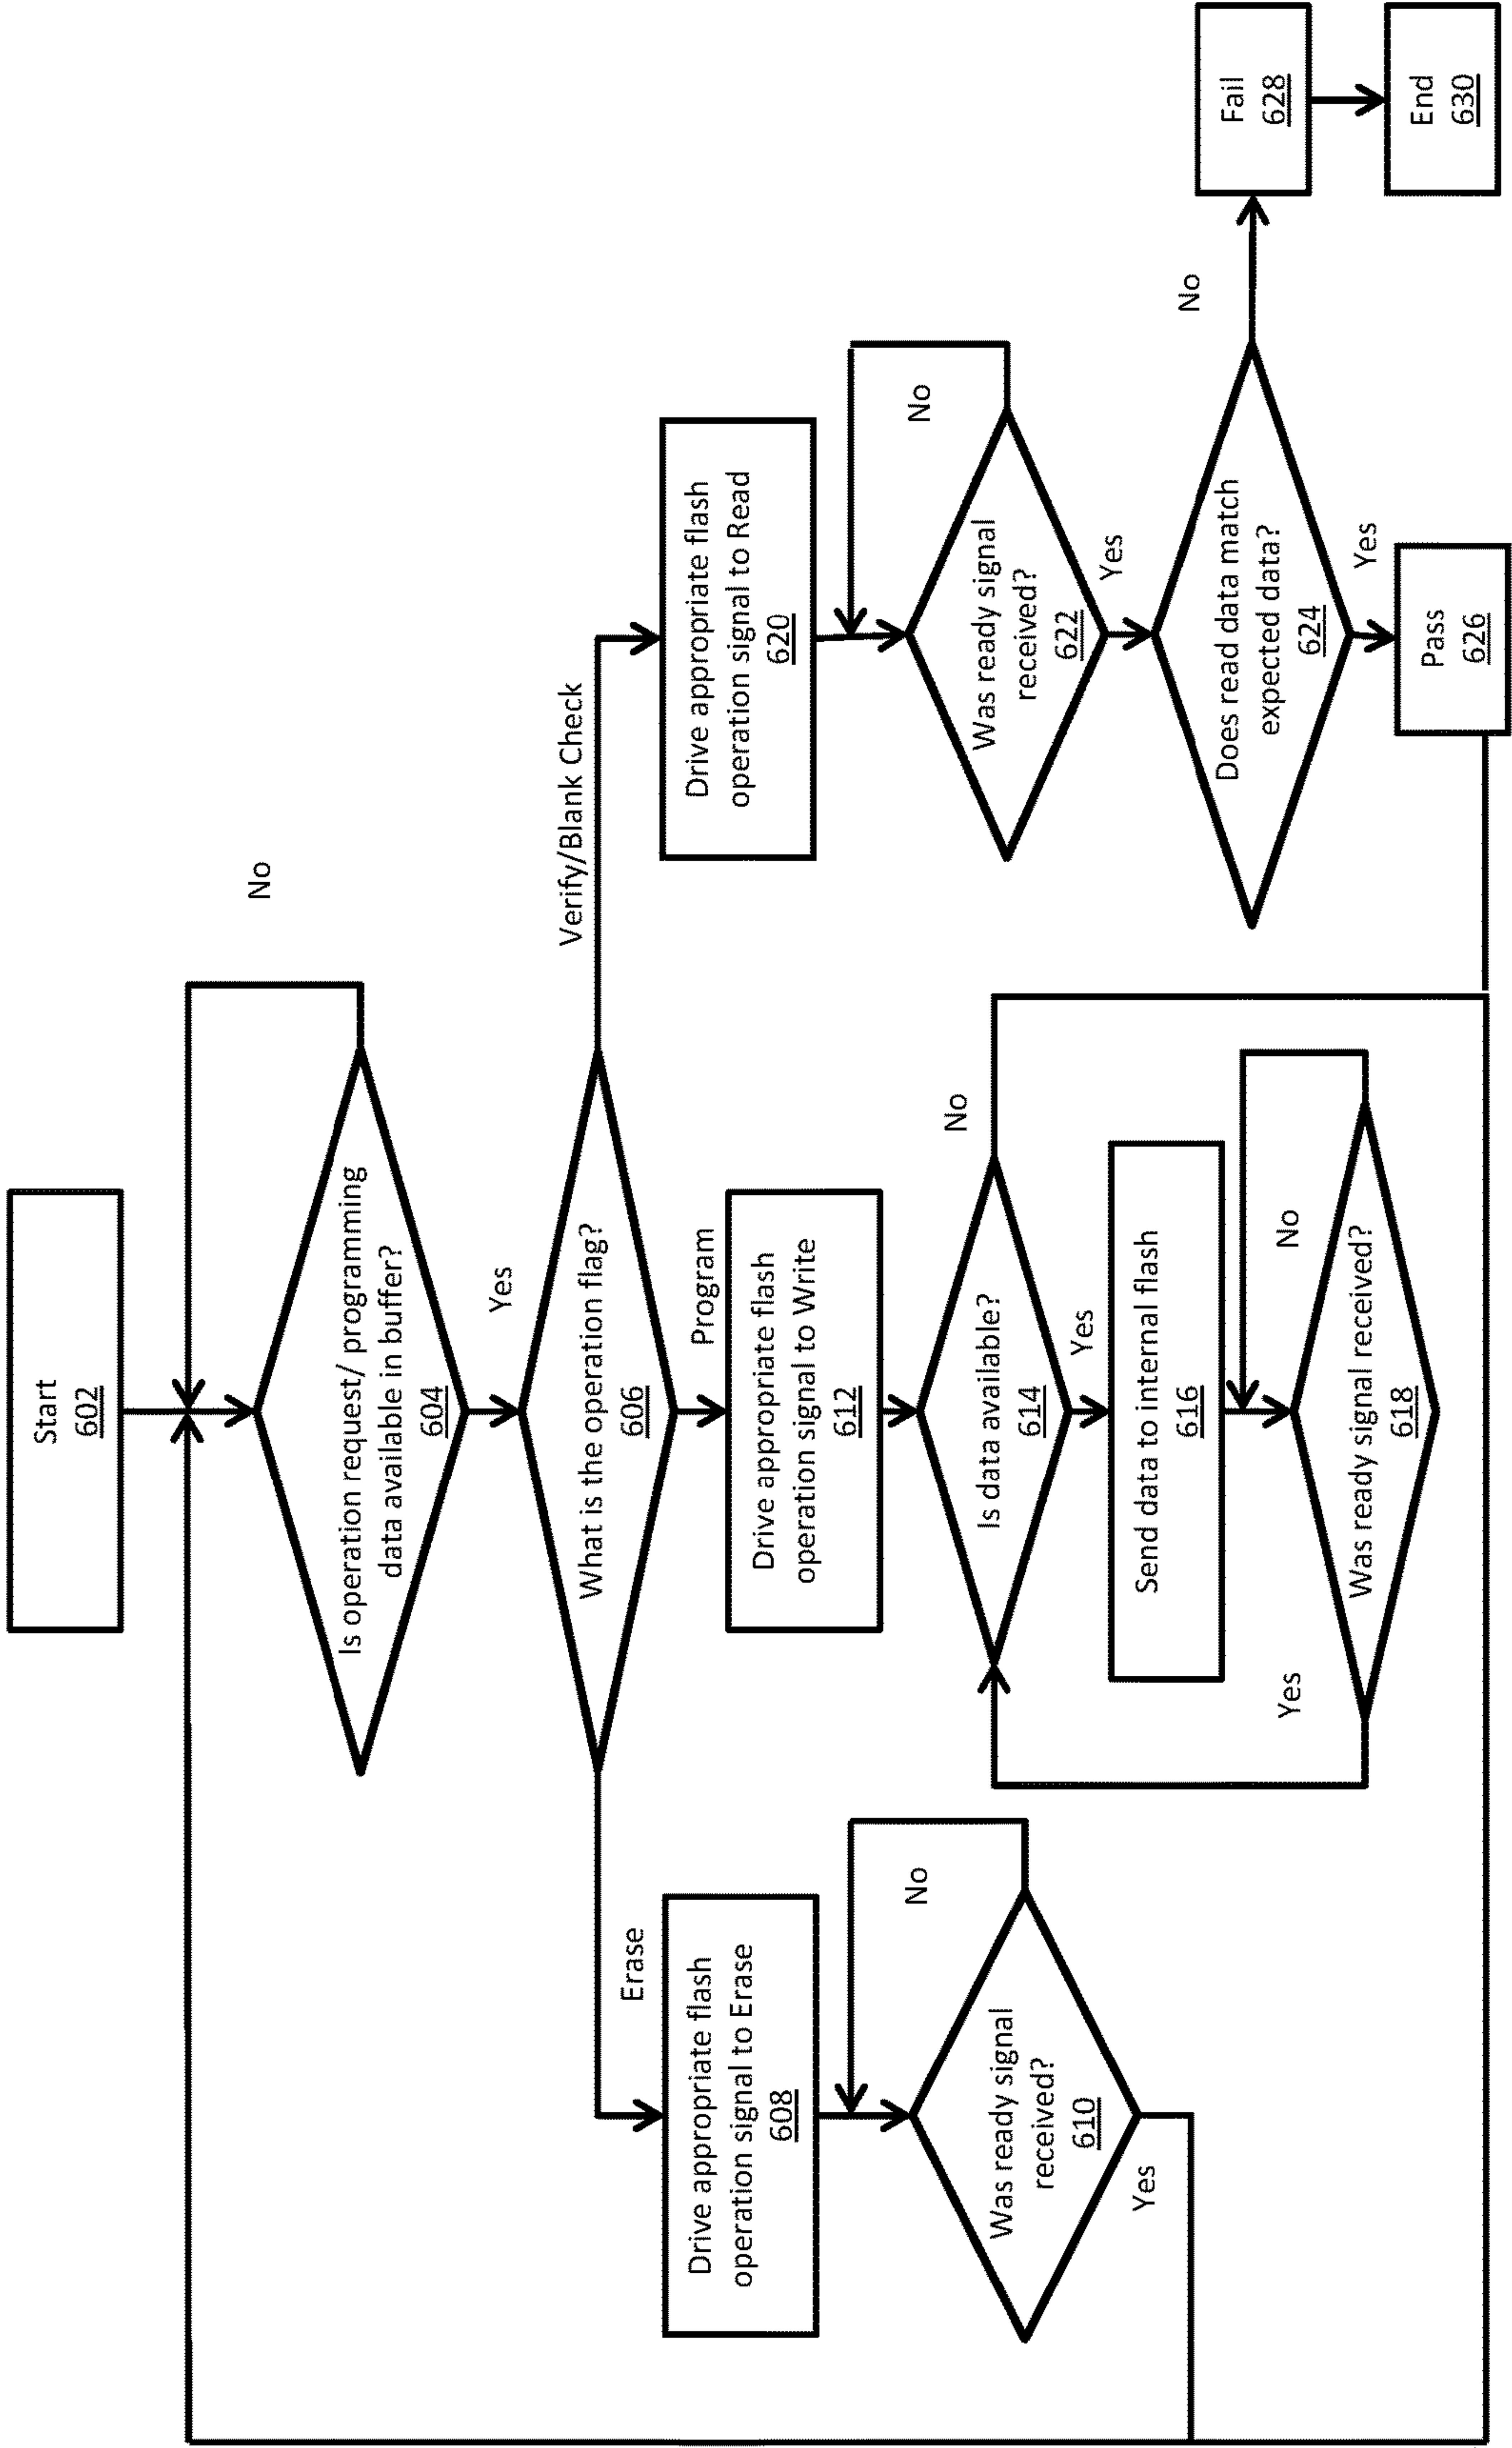 Start
602
Is operation request/ programming
data available in buffer?
604
No
Yes
What is the operation flag?
606
Erase
Program
Verify/Blank Check
Drive appropriate flash
operation signal to Erase
608
Was ready signal
received?
610
No
Yes
Drive appropriate flash
operation signal to Write
612
Is data available?
614
No
Yes
Send data to internal flash
616
Was ready signal received?
618
No
Yes
Drive appropriate flash
operation signal to Read
620
Was ready signal
received?
622
No
Yes
Does read data match
expected data?
624
No
Yes
Pass
626
Fail
628
End
630